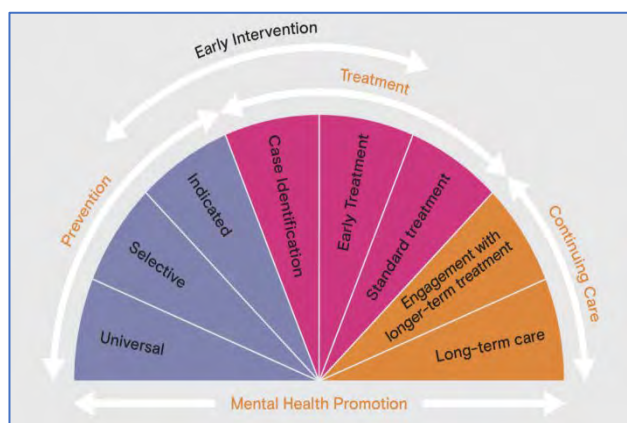 Early Intervention
Treatment
Prevention
Continuing Care
Universal
Selective
Indicated
Case Identification
Early Treatment
Standard treatment
Engagement with
longer-term treatment
Long-term care
Mental Health Promotion